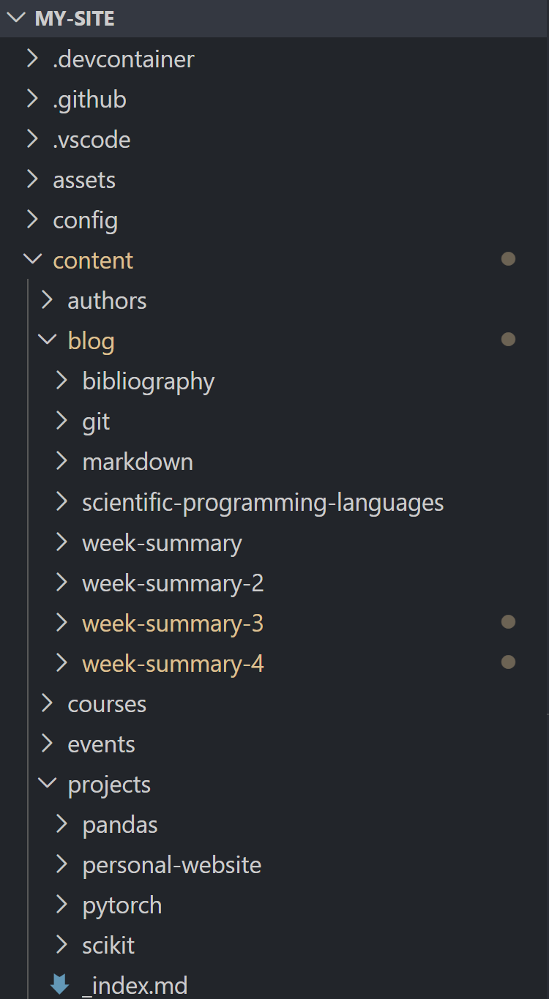 MY-SITE
.devcontainer
.github
.vscode
assets
config
content
authors
blog
bibliography
git
markdown
scientific-programming-languages
week-summary
week-summary-2
week-summary-3
week-summary-4
courses
events
projects
pandas
personal-website
pytorch
scikit
_index.md